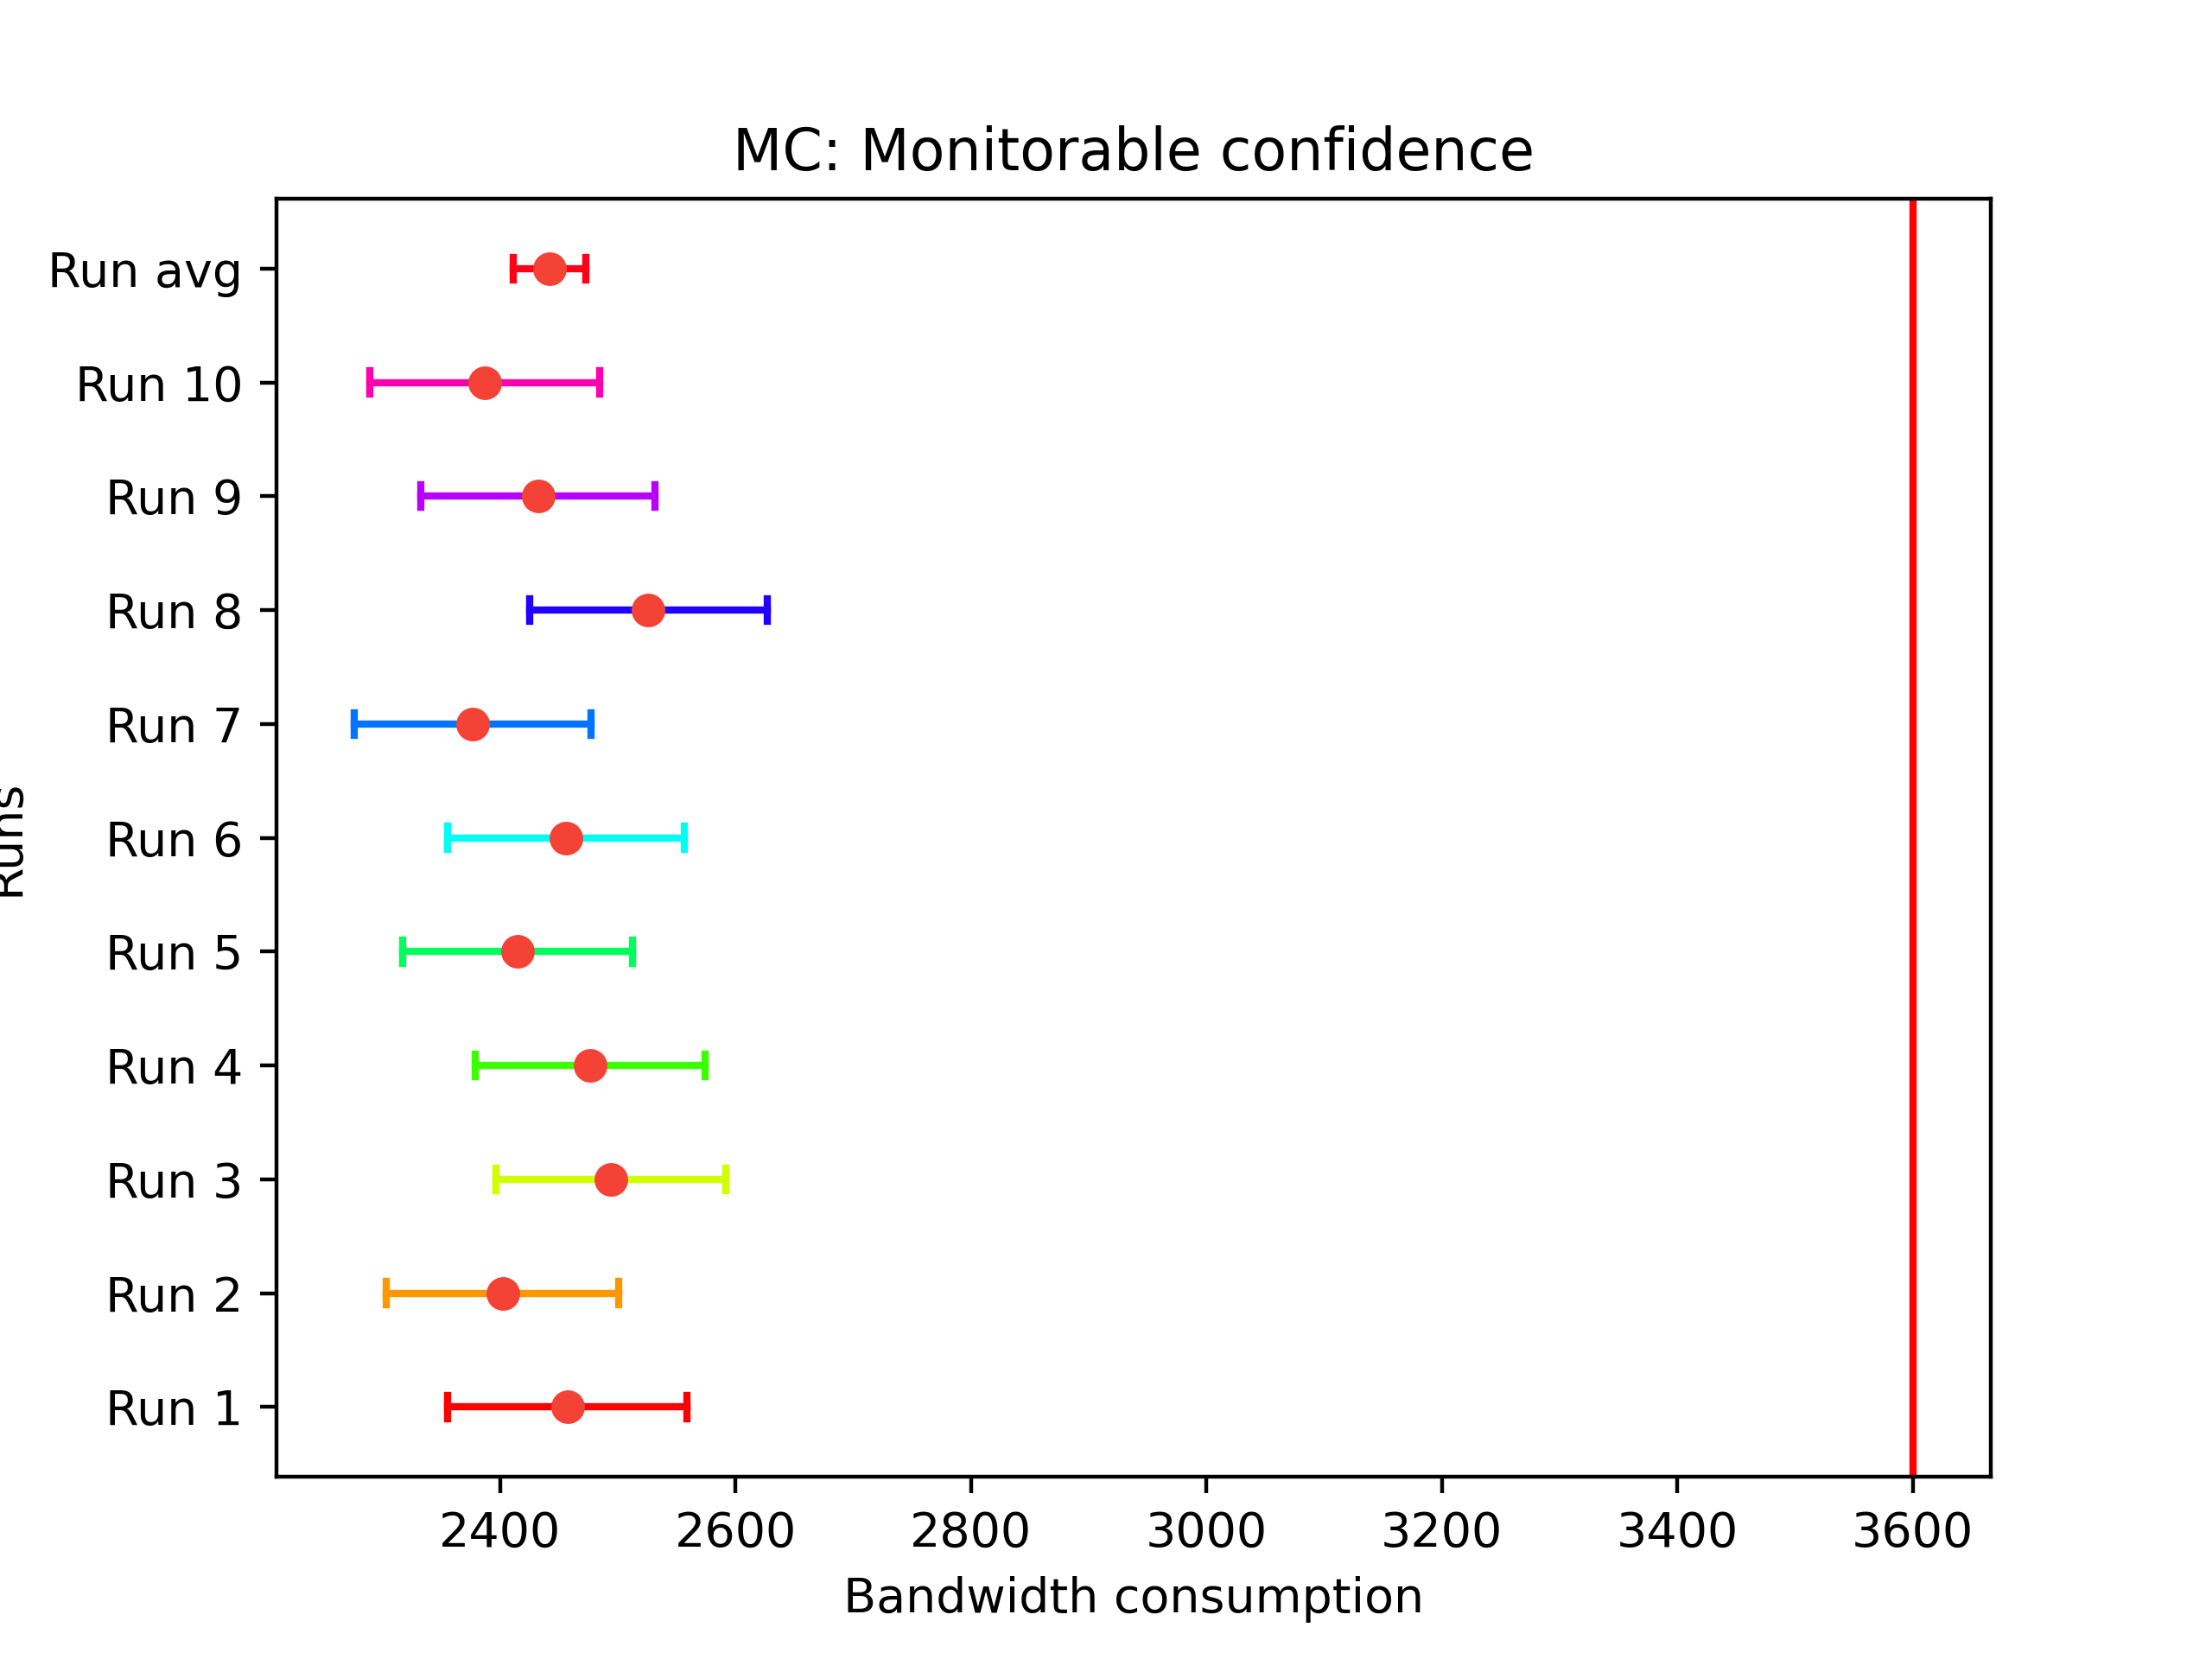 MC: Monitorable confidence
Run avg
Run 10
Run 9
Run 8
Run 7
Run 6
Run 5
Run 4
Run 3
Run 2
Run 1
Runs
2400 2600 2800 3000 3200 3400 3600
Bandwidth consumption